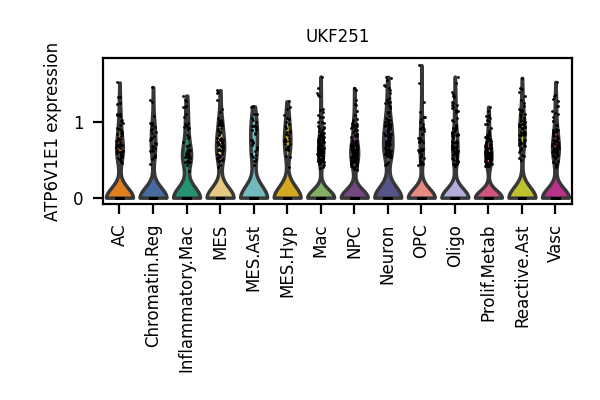 UKF251
ATP6V1E1 expression
1
0
AC
Chromatin.Reg
Inflammatory.Mac
MES
MES.Ast
MES.Hyp
Mac
NPC
Neuron
OPC
Oligo
Prolif.Metab
Reactive.Ast
Vasc